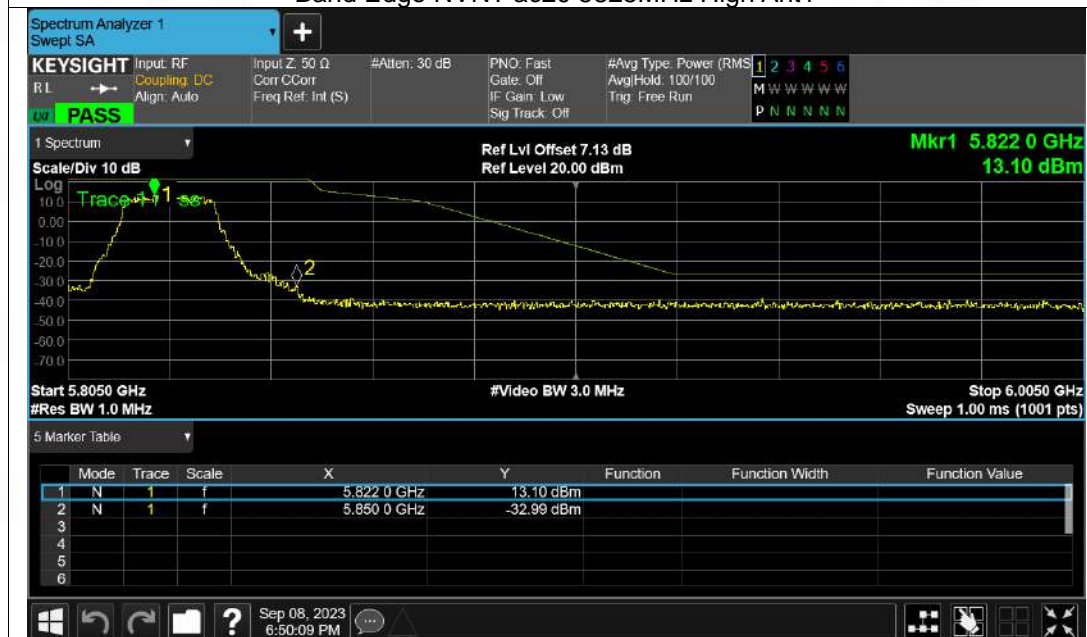 Band Edge NVNT ac20 5825MHz High Ant1
Spectrum Analyzer 1
Swept SA
+
KEYSIGHT Input: RF Input Z: 50 Ω #Atten: 30 dB PNO: Fast #Avg Type: Power (RMS 1 2 3 4 5 6
RL Coupling: DC Corr CCorr Gate: Off Avg|Hold: 100/100 M W W W W W
Align: Auto Freq Ref: Int (S) IF Gain: Low Trig: Free Run
LXI PASS Sig Track: Off P N N N N N
1 Spectrum Ref Lvl Offset 7.13 dB Mkr1 5.822 0 GHz
Scale/Div 10 dB Ref Level 20.00 dBm 13.10 dBm
Log
10.0 Trace 1 1
0.00
-10.0
-20.0
-30.0 2
-40.0
-50.0
-60.0
-70.0
Start 5.8050 GHz #Video BW 3.0 MHz Stop 6.0050 GHz
#Res BW 1.0 MHz Sweep 1.00 ms (1001 pts)
5 Marker Table
Mode Trace Scale X Y Function Function Width Function Value
1 N 1 f 5.822 0 GHz 13.10 dBm
2 N 1 f 5.850 0 GHz -32.99 dBm
3
4
5
6
? Sep 08, 2023
6:50:09 PM